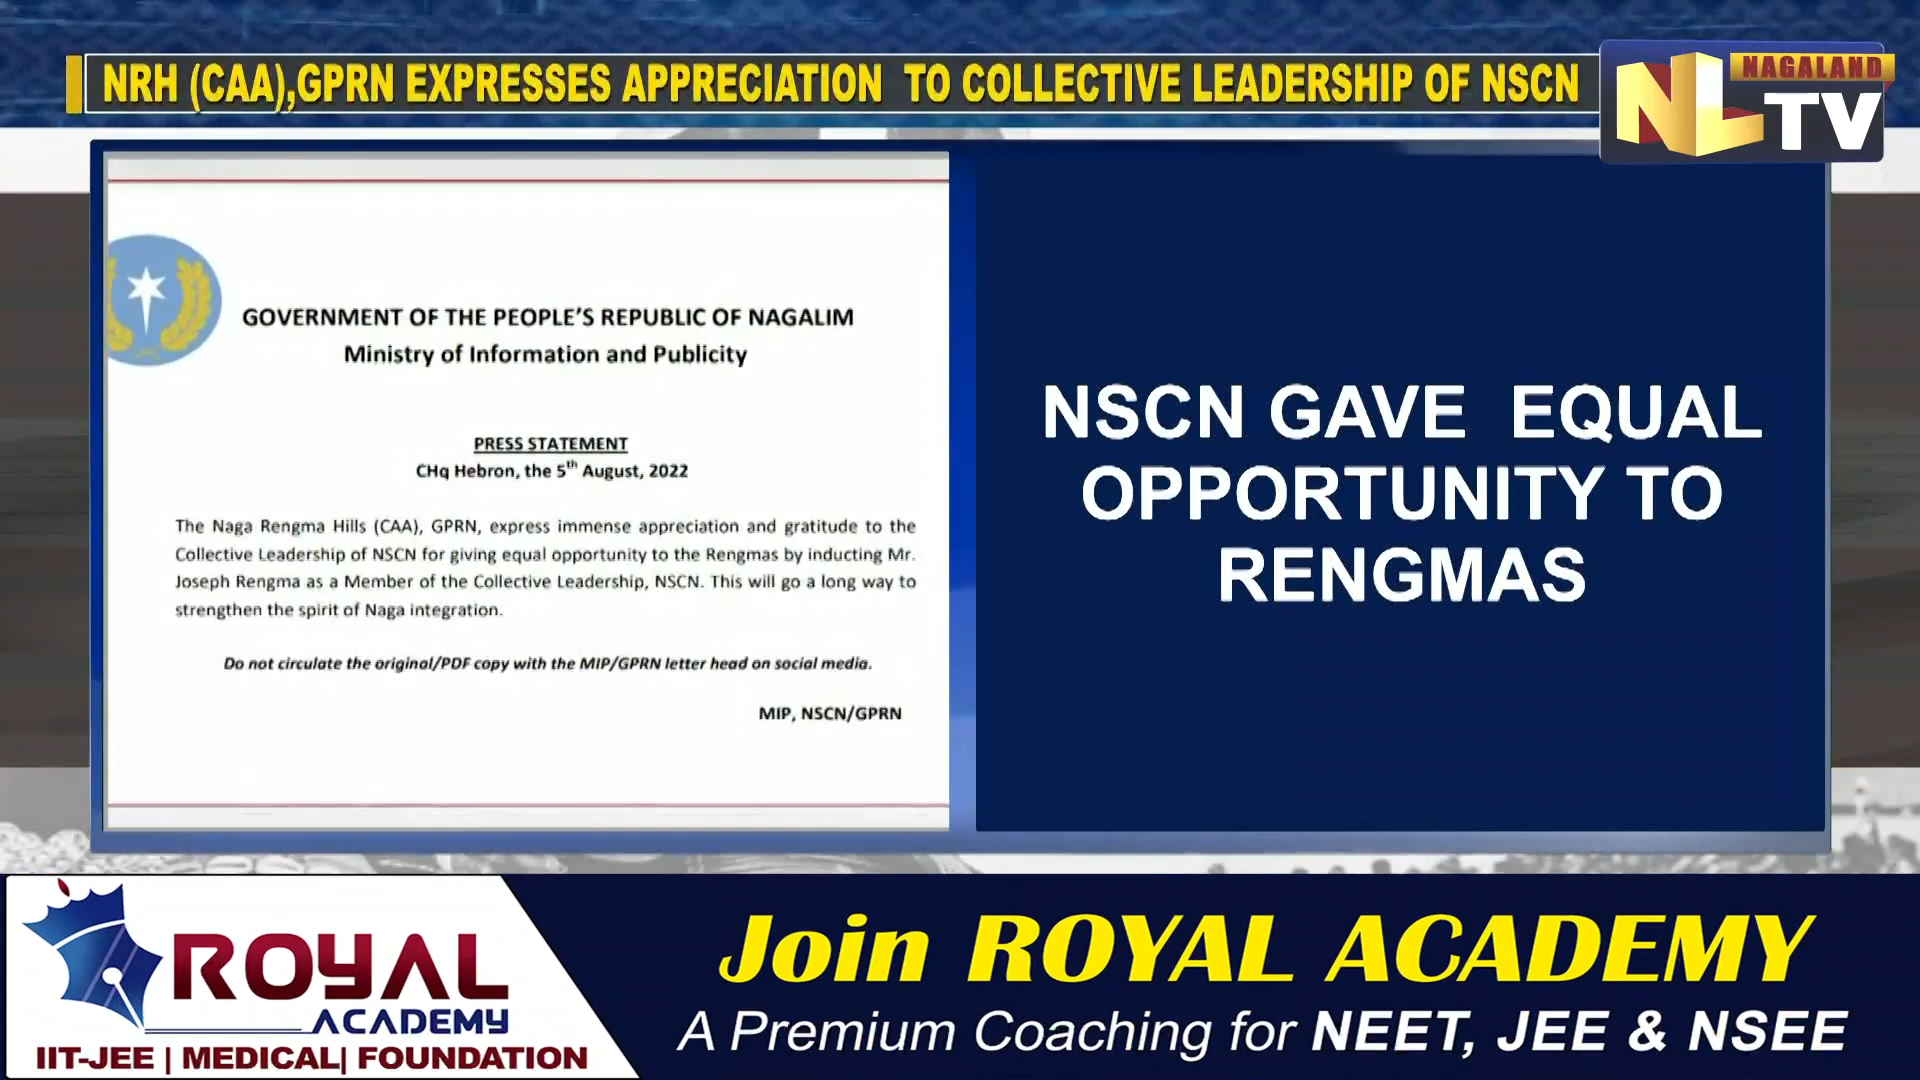 NRH (CAA),GPRN EXPRESSES APPRECIATION TO COLLECTIVE LEADERSHIP OF NSCN
NL NAGALAND
TV
GOVERNMENT OF THE PEOPLE'S REPUBLIC OF NAGALIM
Ministry of Information and Publicity
PRESS STATEMENT
CHq Hebron, the 5th August, 2022
The Naga Rengma Hills (CAA), GPRN, express immense appreciation and gratitude to the
Collective Leadership of NSCN for giving equal opportunity to the Rengmas by inducting Mr.
Joseph Rengma as a Member of the Collective Leadership, NSCN. This will go a long way to
strengthen the spirit of Naga integration.
Do not circulate the original/PDF copy with the MIP/GPRN letter head on social media.
MIP, NSCN/GPRN
NSCN GAVE EQUAL
OPPORTUNITY TO
RENGMAS
ROYAL
ACADEMY
IIT-JEE | MEDICAL| FOUNDATION
Join ROYAL ACADEMY
A Premium Coaching for NEET, JEE & NSEE